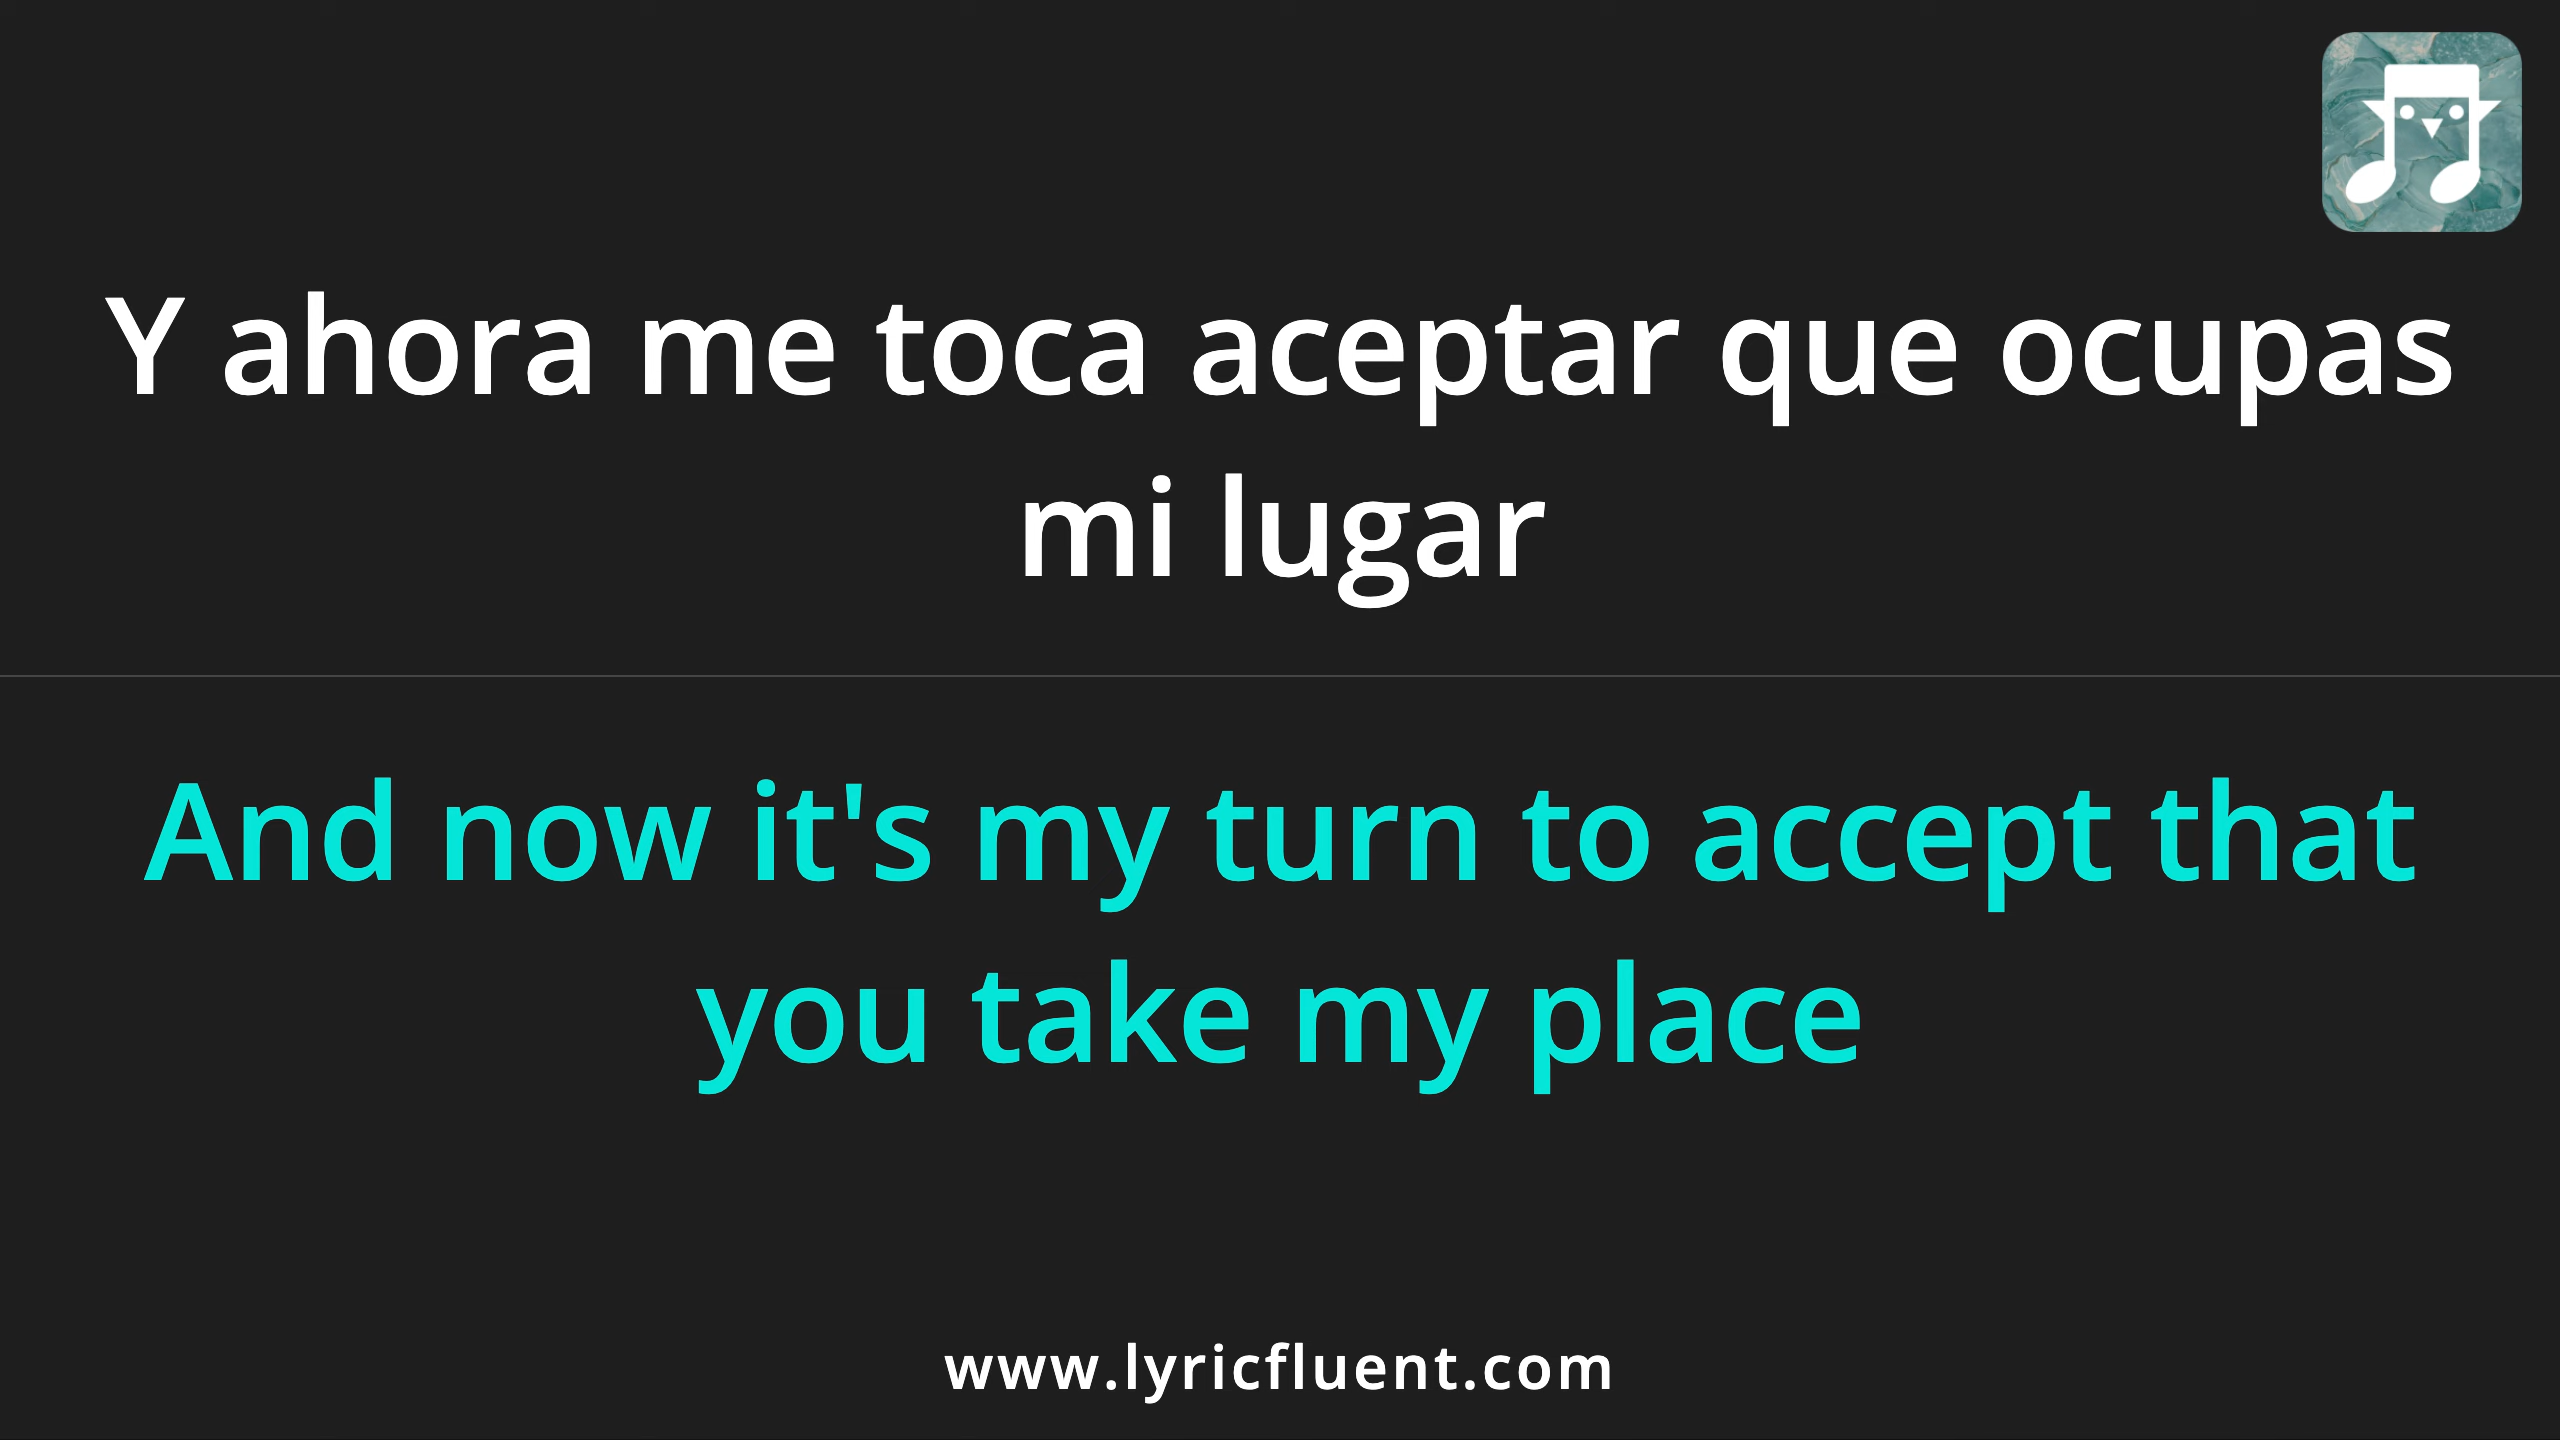 Y ahora me toca aceptar que ocupas
mi lugar
And now it's my turn to accept that
you take my place
www.lyricfluent.com